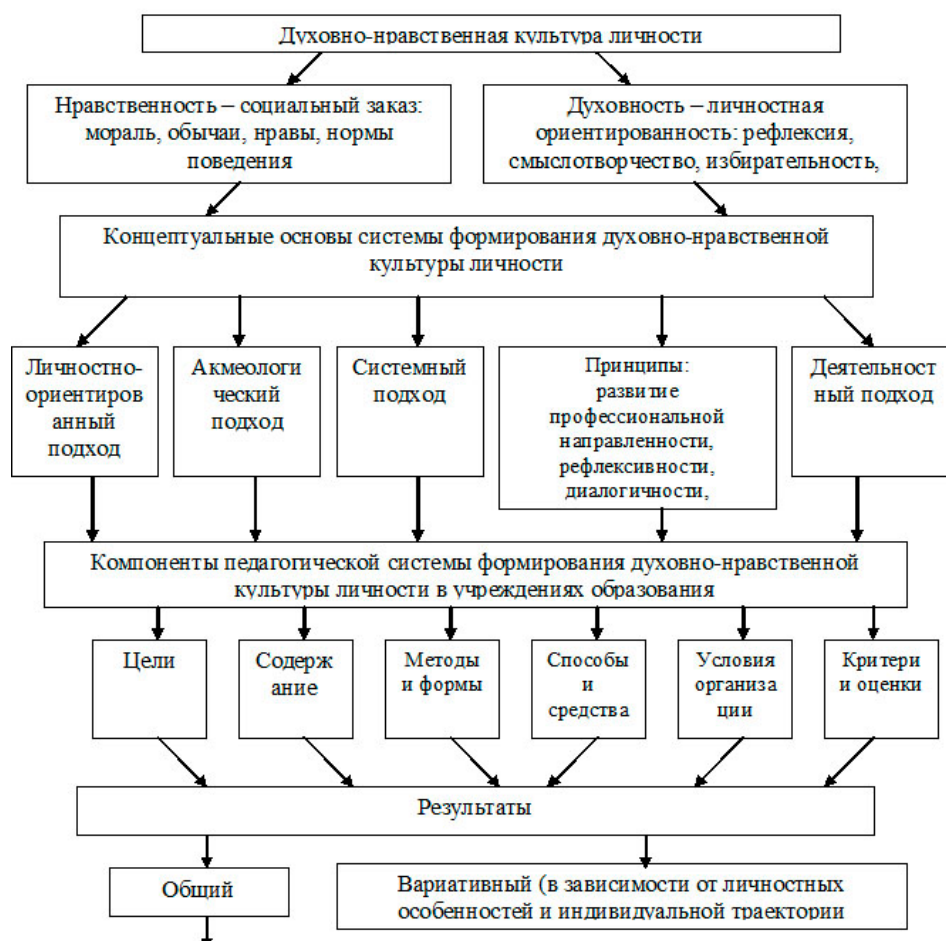 Духовно-нравственная культура личности
Нравственность – социальный заказ:
мораль, обычаи, нравы, нормы
поведения
Духовность – личностная
ориентированность: рефлексия,
смыслотворчество, избирательность,
Концептуальные основы системы формирования духовно-нравственной
культуры личности
Личностно-
ориентиров
анный
подход
Акмеолог
ический
подход
Системный
подход
Принципы:
развитие
профессиональной
направленности,
рефлексивности,
диалогичности,
Деятельност
ный подход
Компоненты педагогической системы формирования духовно-нравственной
культуры личности в учреждениях образования
Цели
Содерж
ание
Методы
и формы
Способы
и
средства
Условия
организа
ции
Критери
и оценки
Результаты
Общий
Вариативный (в зависимости от личностных
особенностей и индивидуальной траектории